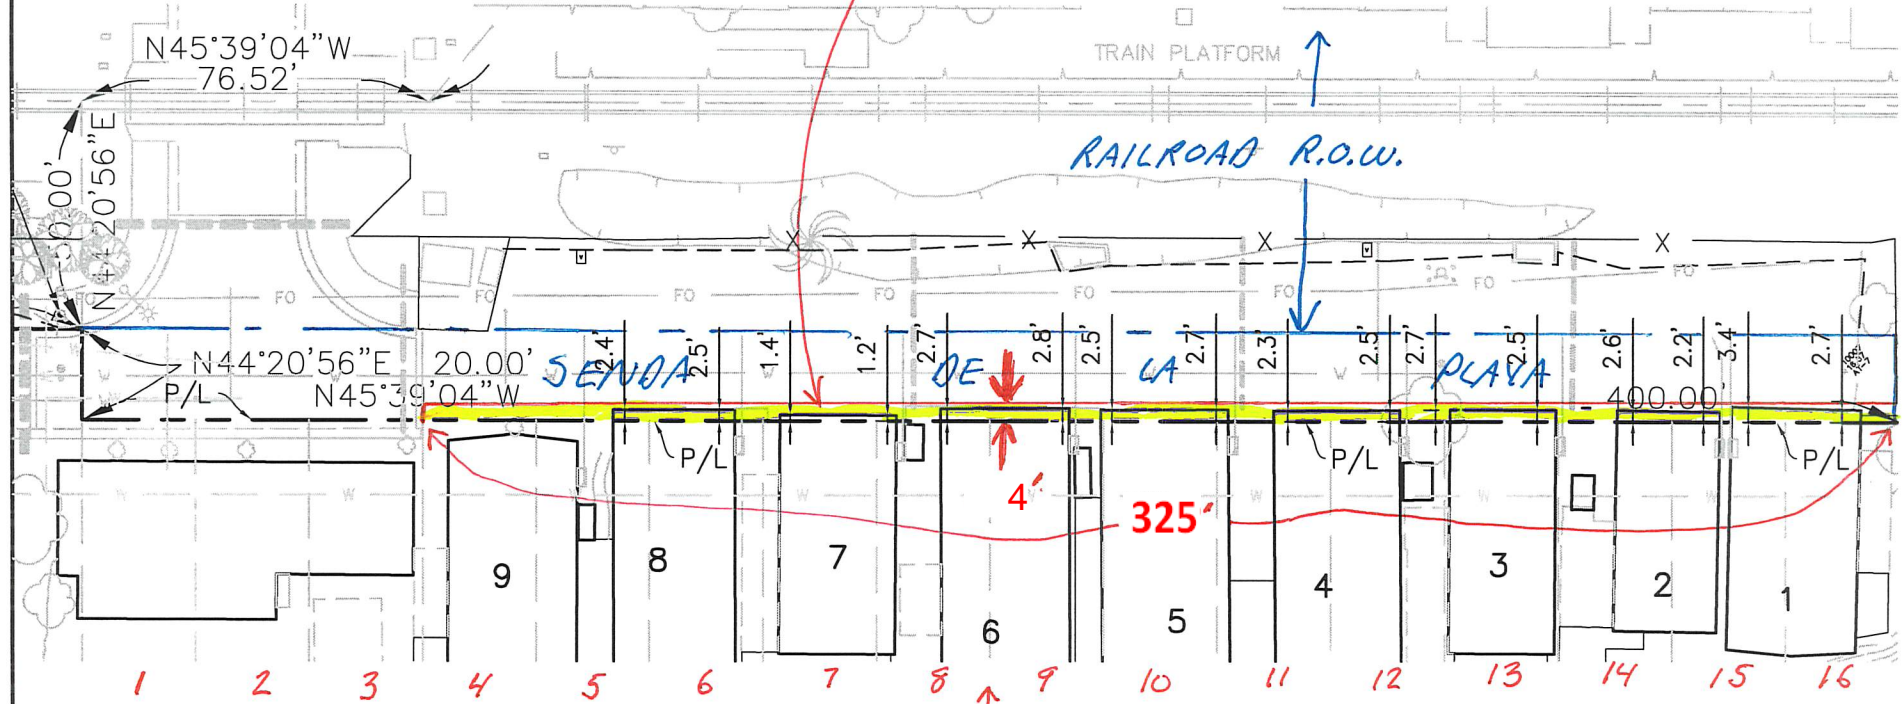 N45°39'04"W
76.52'
TRAIN PLATFORM
RAILROAD R.O.W.
N44°20'56"E
50.00'
X X X X
FO FO FO FO FO FO FO FO
2.4' 2.5' 1.4' 1.2' 2.7' 2.8' 2.5' 2.7' 2.3' 2.5' 2.7' 2.5' 2.6' 2.2' 3.4' 2.7'
N44°20'56"E 20.00'
SENDA DE LA PLAYA
P/L N45°39'04"W 400.00'
P/L P/L P/L
W W W W W W
4' 325'
9 8 7 6 5 4 3 2 1
1 2 3 4 5 6 7 8 9 10 11 12 13 14 15 16